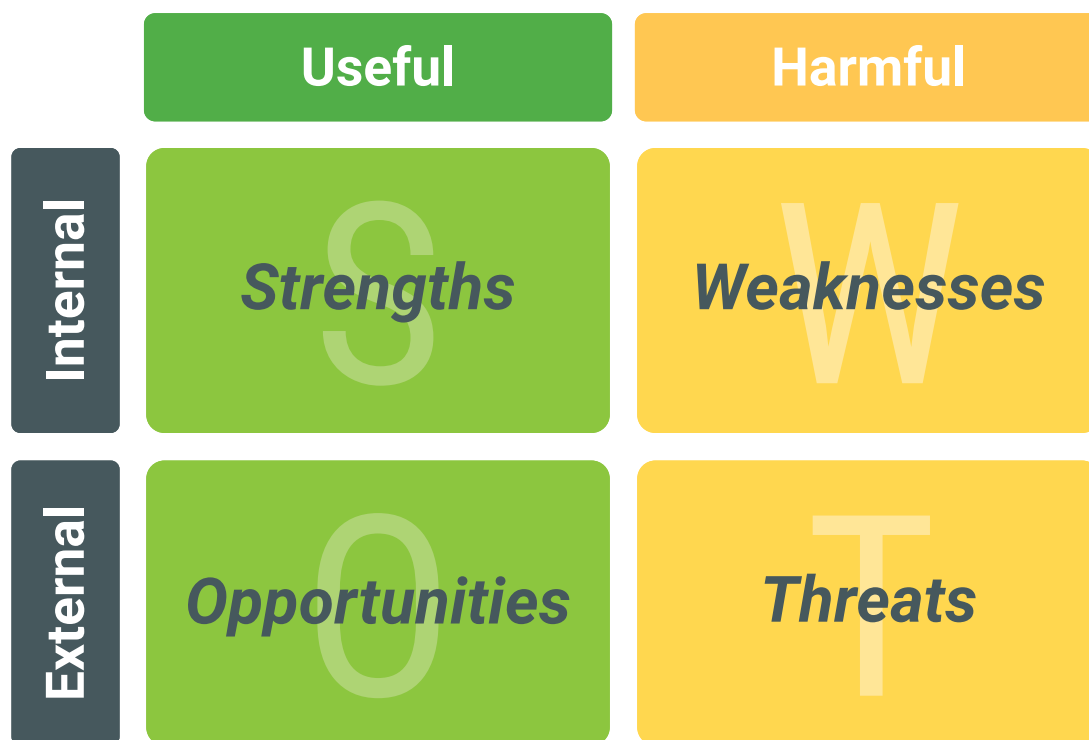 Useful
Harmful
Internal
S
Strengths
W
Weaknesses
External
O
Opportunities
T
Threats